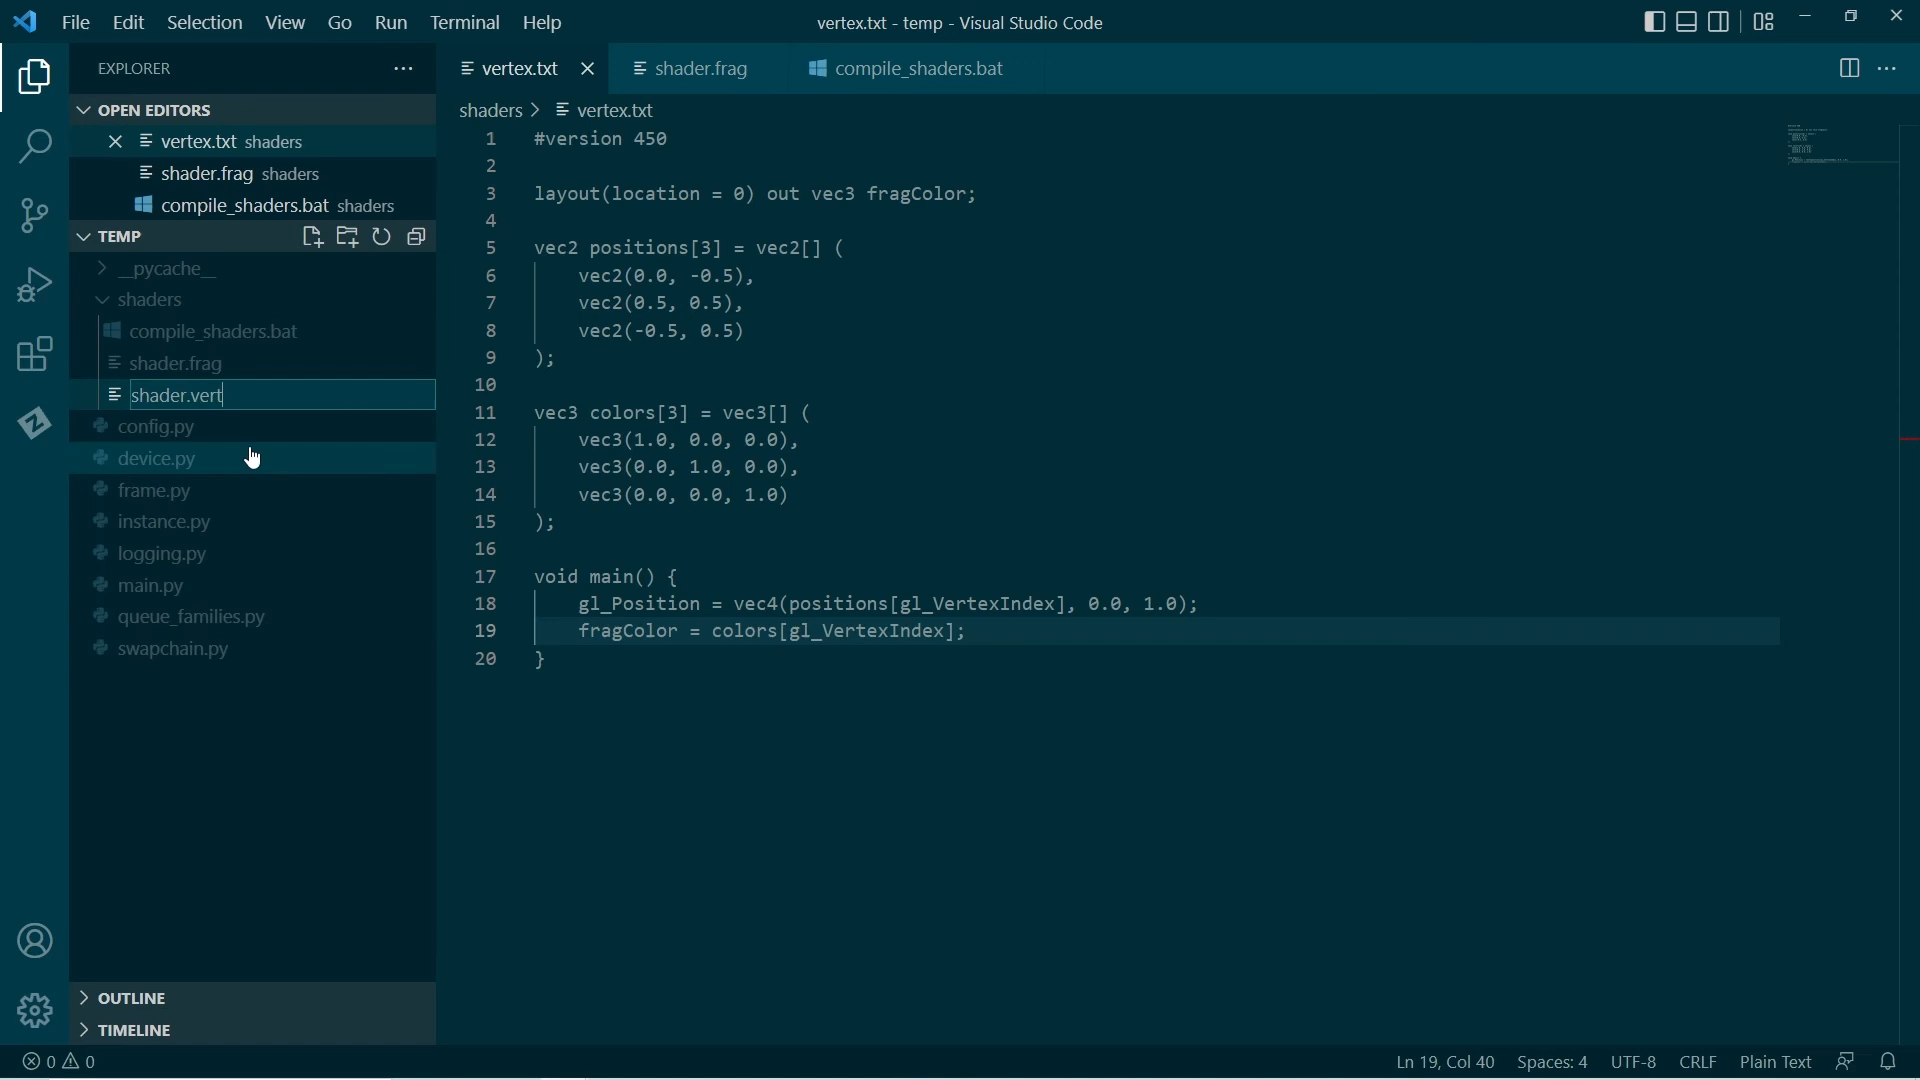 File Edit Selection View Go Run Terminal Help
vertex.txt - temp - Visual Studio Code
EXPLORER
OPEN EDITORS
vertex.txt shaders
shader.frag shaders
compile_shaders.bat shaders
TEMP
__pycache__
shaders
compile_shaders.bat
shader.frag
shader.vert
config.py
device.py
frame.py
instance.py
logging.py
main.py
queue_families.py
swapchain.py
OUTLINE
TIMELINE
vertex.txt shader.frag compile_shaders.bat
shaders > vertex.txt
1 #version 450
2
3 layout(location = 0) out vec3 fragColor;
4
5 vec2 positions[3] = vec2[] (
6 vec2(0.0, -0.5),
7 vec2(0.5, 0.5),
8 vec2(-0.5, 0.5)
9 );
10
11 vec3 colors[3] = vec3[] (
12 vec3(1.0, 0.0, 0.0),
13 vec3(0.0, 1.0, 0.0),
14 vec3(0.0, 0.0, 1.0)
15 );
16
17 void main() {
18 gl_Position = vec4(positions[gl_VertexIndex], 0.0, 1.0);
19 fragColor = colors[gl_VertexIndex];
20 }
0 0 Ln 19, Col 40 Spaces: 4 UTF-8 CRLF Plain Text